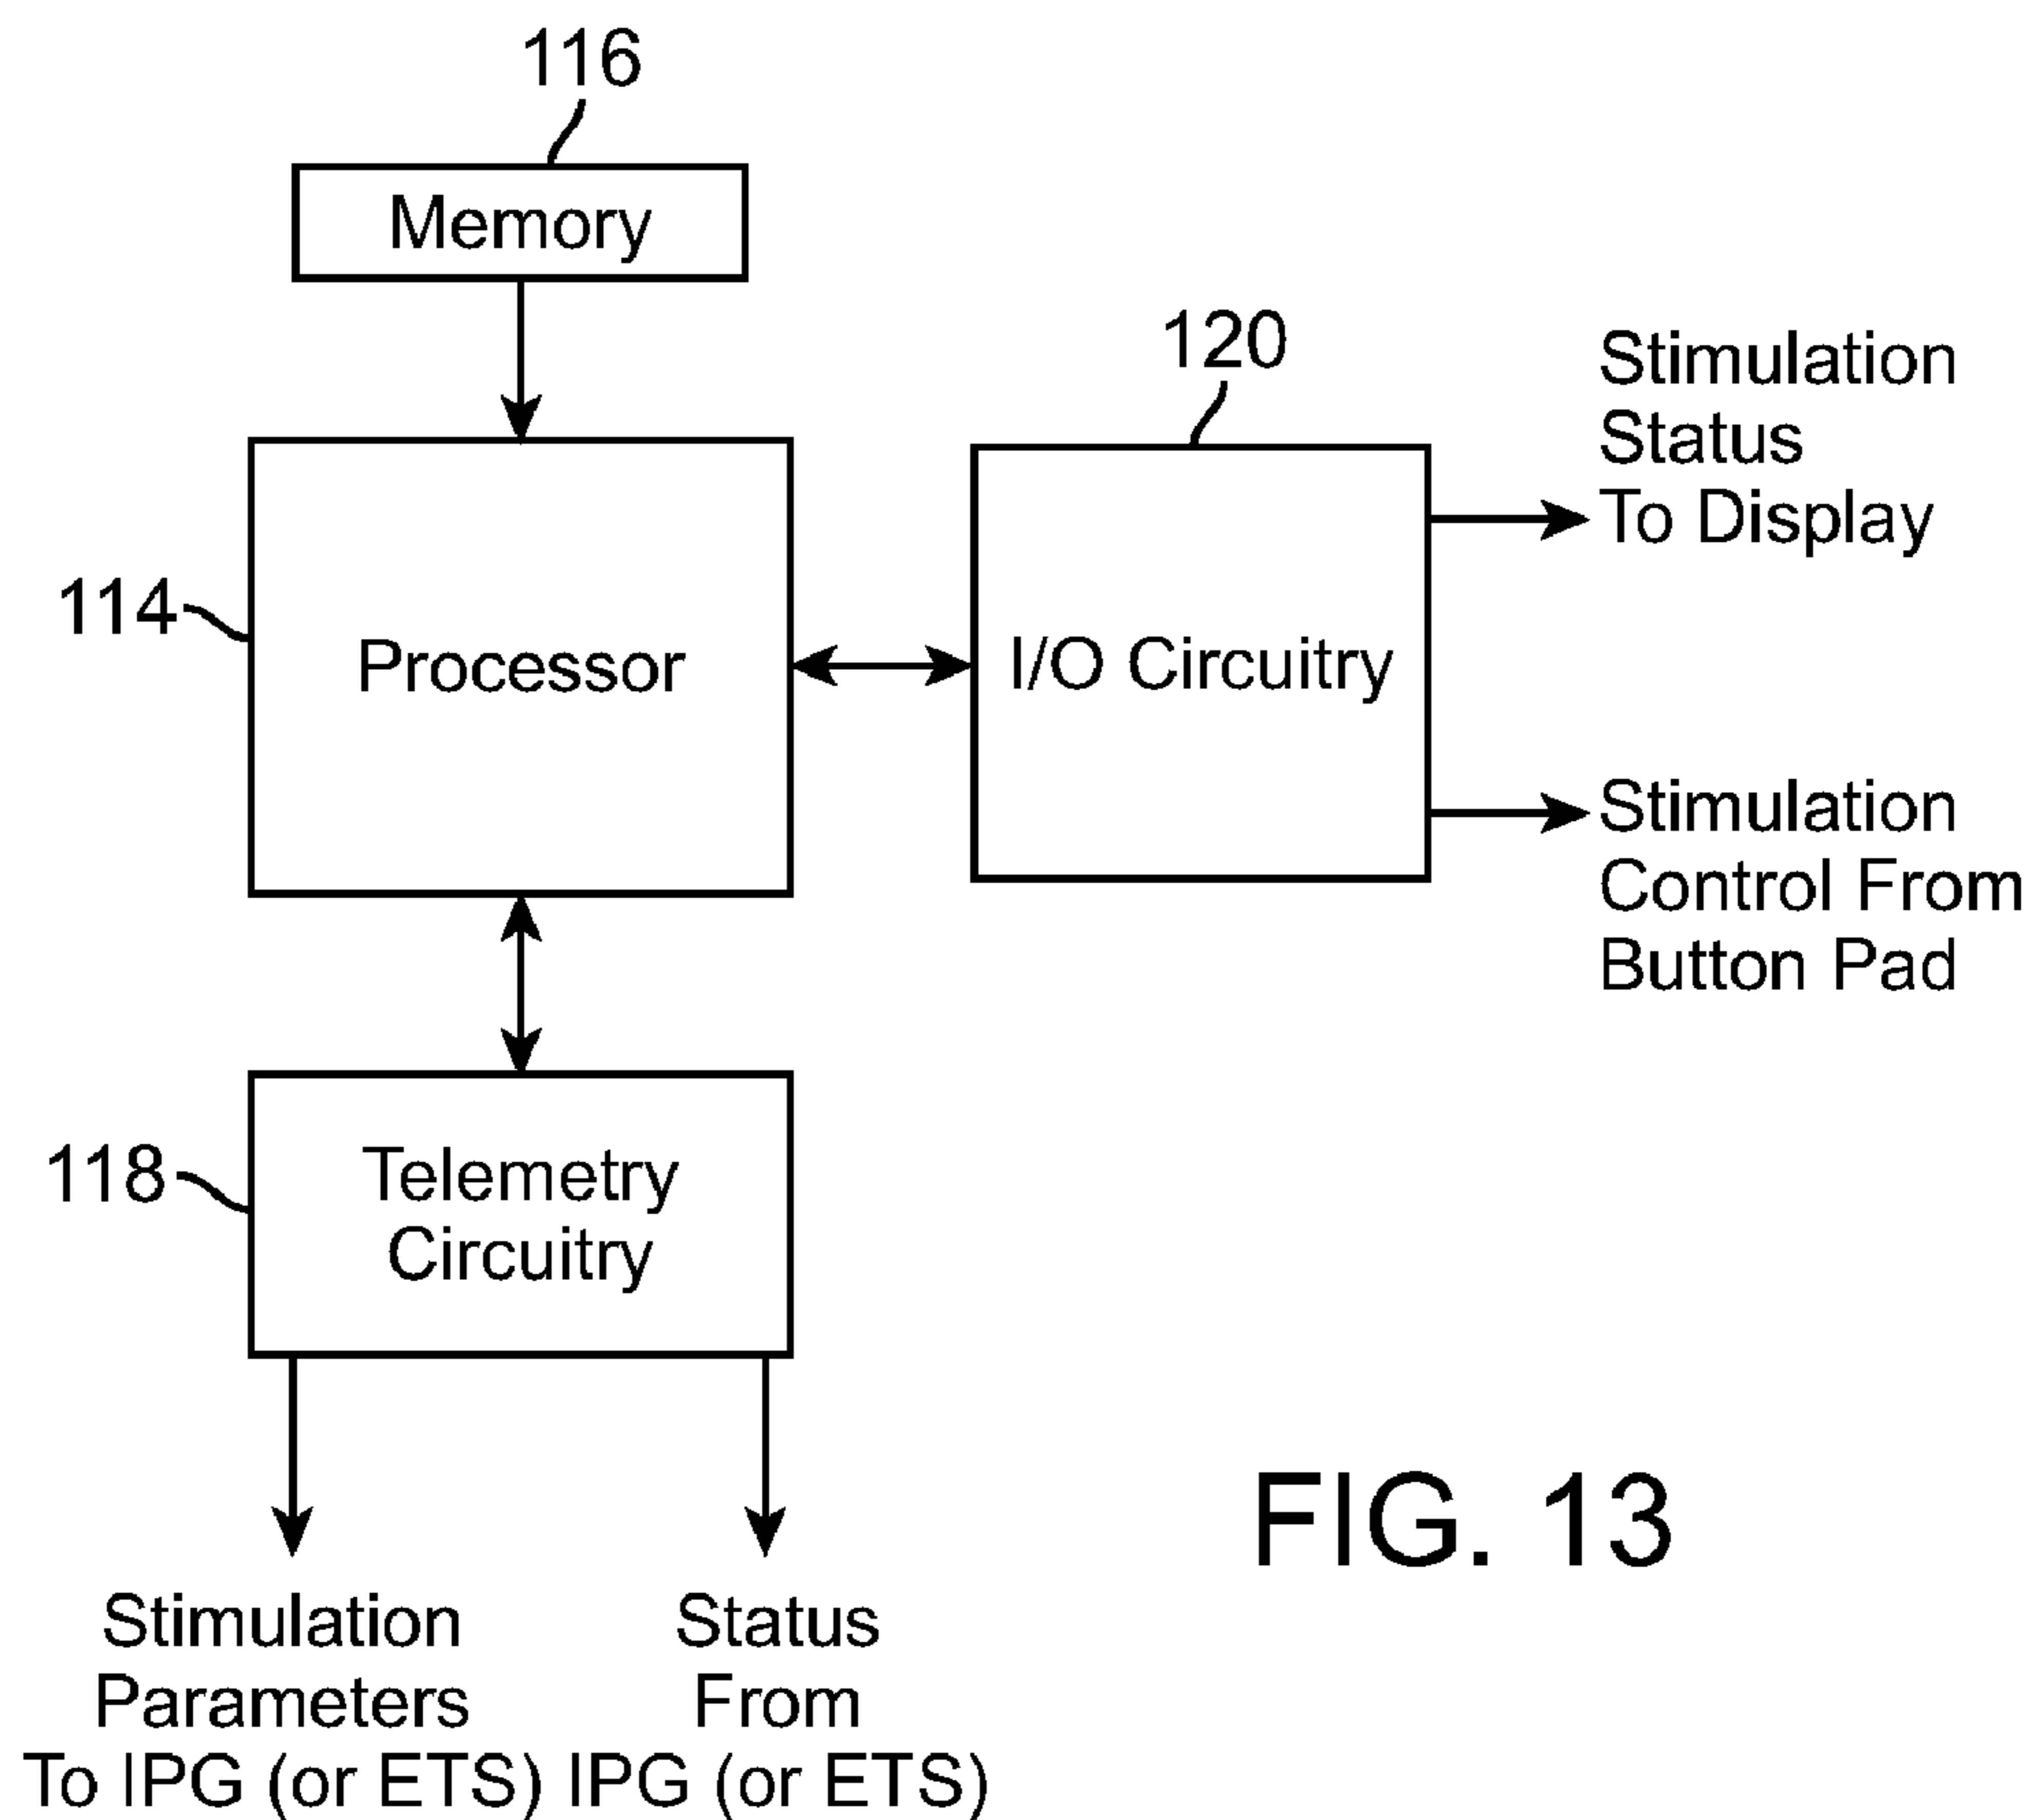 116
Memory
120
Stimulation
Status
To Display
114
Processor
I/O Circuitry
Stimulation
Control From
Button Pad
118
Telemetry
Circuitry
Stimulation
Parameters
To IPG (or ETS)
Status
From
IPG (or ETS)
FIG. 13